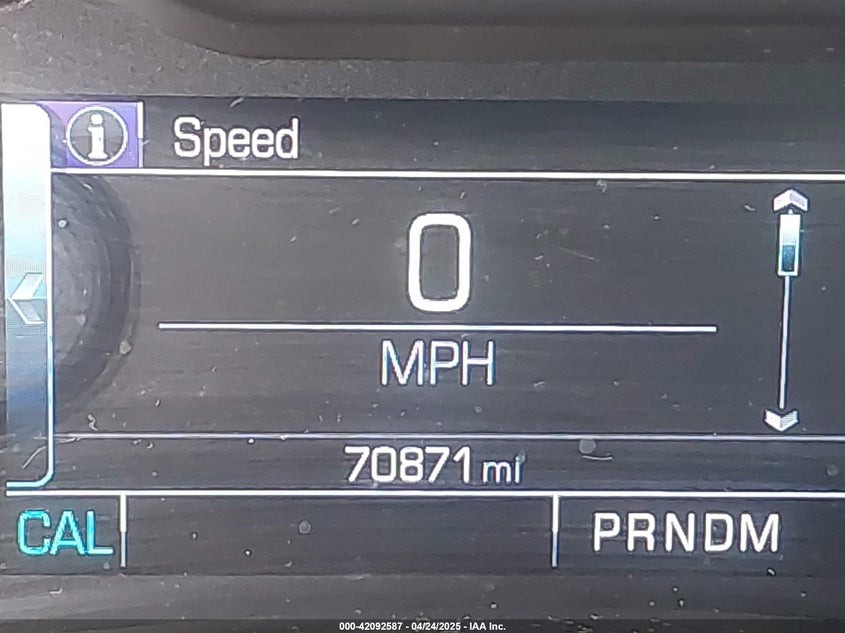 i Speed
0
MPH
70871 mi
CAL PRNDM
000-42092587 - 04/24/2025 - IAA Inc.